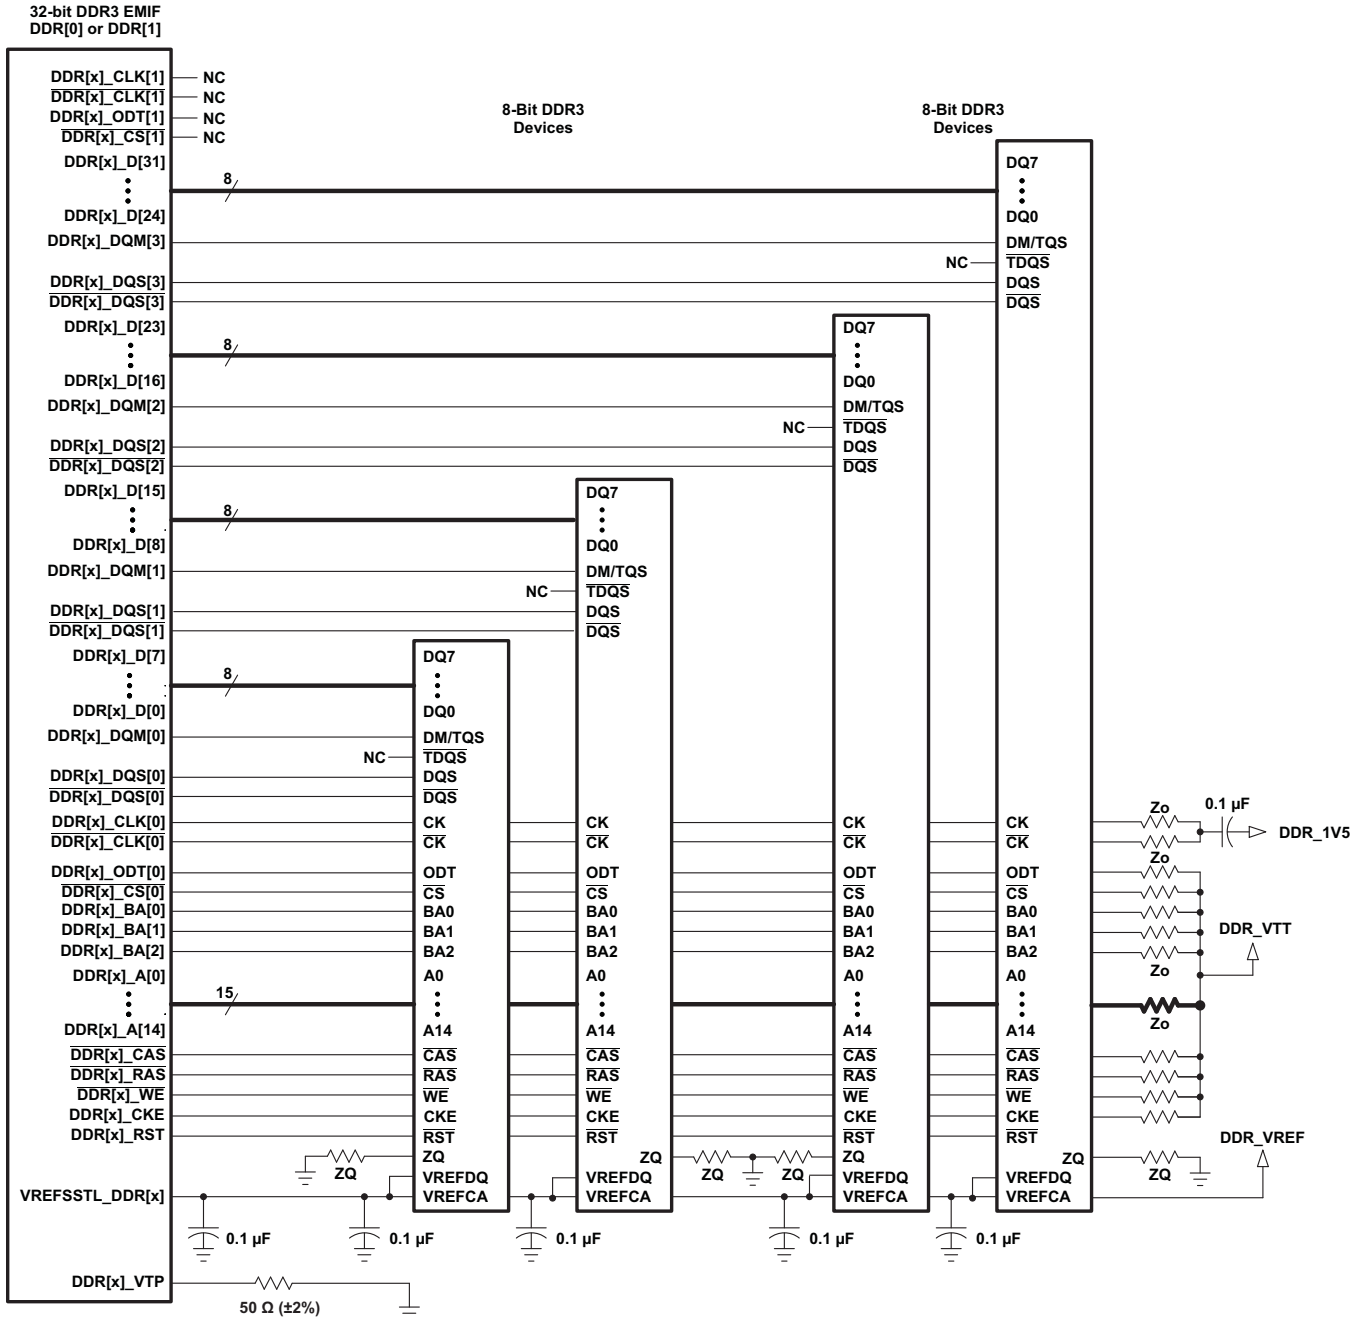 32-bit DDR3 EMIF
DDR[0] or DDR[1]
8-Bit DDR3
Devices
8-Bit DDR3
Devices
DDR[x]_CLK[1] NC
DDR[x]_CLK[1] NC
DDR[x]_ODT[1] NC
DDR[x]_CS[1] NC
DDR[x]_D[31] DQ7
8
DDR[x]_D[24] DQ0
DDR[x]_DQM[3] DM/TQS
NC TDQS
DDR[x]_DQS[3] DQS
DDR[x]_DQS[3] DQS
DDR[x]_D[23] DQ7
8
DDR[x]_D[16] DQ0
DDR[x]_DQM[2] DM/TQS
NC TDQS
DDR[x]_DQS[2] DQS
DDR[x]_DQS[2] DQS
DDR[x]_D[15] DQ7
8
DDR[x]_D[8] DQ0
DDR[x]_DQM[1] DM/TQS
NC TDQS
DDR[x]_DQS[1] DQS
DDR[x]_DQS[1] DQS
DDR[x]_D[7] DQ7
8
DDR[x]_D[0] DQ0
DDR[x]_DQM[0] DM/TQS
NC TDQS
DDR[x]_DQS[0] DQS
DDR[x]_DQS[0] DQS
Zo 0.1 µF
DDR[x]_CLK[0] CK CK CK CK
DDR_1V5
DDR[x]_CLK[0] CK CK CK CK
Zo
DDR[x]_ODT[0] ODT ODT ODT ODT
DDR[x]_CS[0] CS CS CS CS
DDR[x]_BA[0] BA0 BA0 BA0 BA0
DDR[x]_BA[1] BA1 BA1 BA1 BA1 DDR_VTT
DDR[x]_BA[2] BA2 BA2 BA2 BA2
DDR[x]_A[0] A0 A0 A0 A0 Zo
15
DDR[x]_A[14] A14 A14 A14 A14 Zo
DDR[x]_CAS CAS CAS CAS CAS
DDR[x]_RAS RAS RAS RAS RAS
DDR[x]_WE WE WE WE WE
DDR[x]_CKE CKE CKE CKE CKE
DDR[x]_RST RST RST RST RST DDR_VREF
ZQ ZQ ZQ ZQ
ZQ ZQ ZQ ZQ
VREFDQ VREFDQ VREFDQ VREFDQ
VREFSSTL_DDR[x] VREFCA VREFCA VREFCA VREFCA
0.1 µF 0.1 µF 0.1 µF 0.1 µF 0.1 µF
DDR[x]_VTP
50 Ω (±2%)